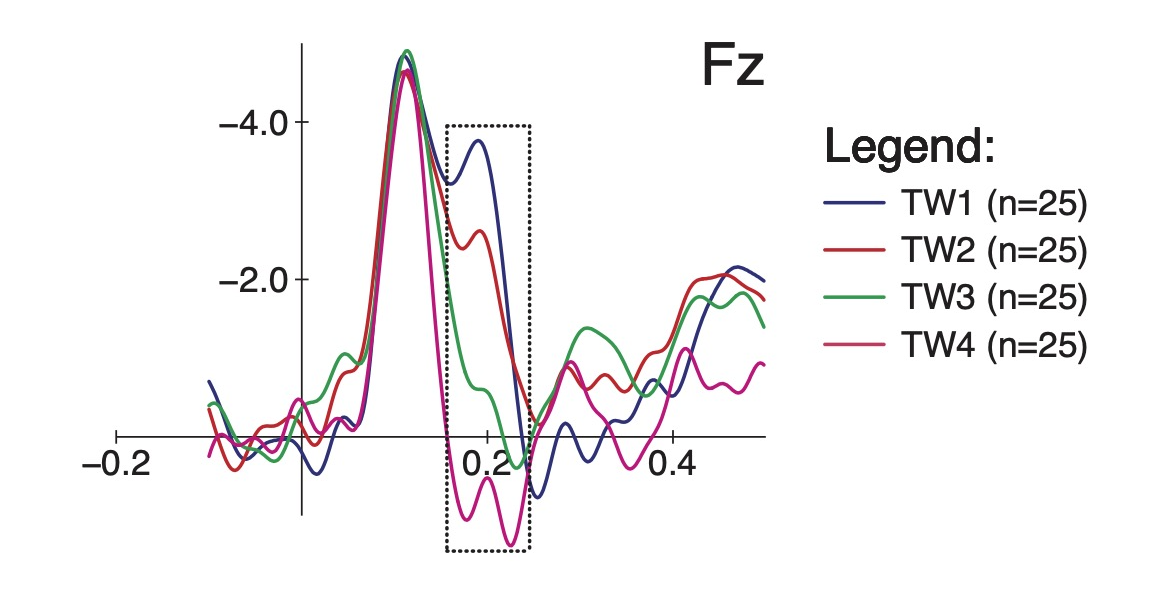 Fz
−4.0
−2.0
−0.2
0.2
0.4
Legend:
TW1 (n=25)
TW2 (n=25)
TW3 (n=25)
TW4 (n=25)